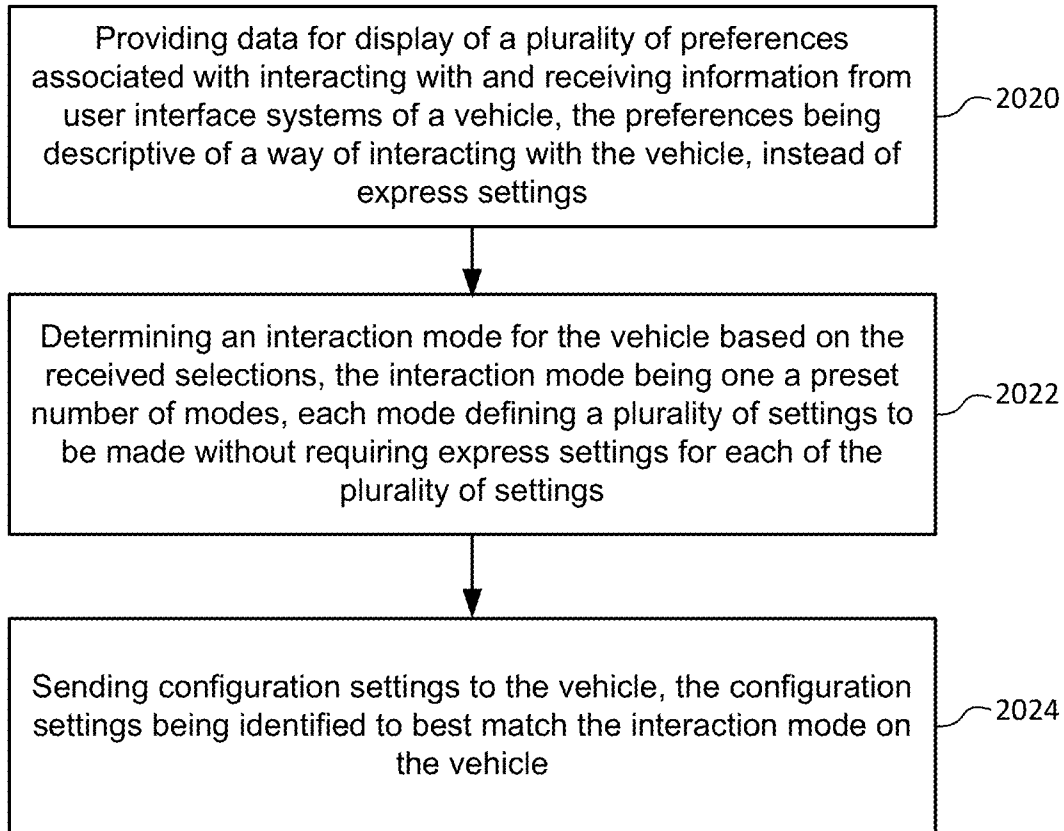 Providing data for display of a plurality of preferences
associated with interacting with and receiving information from
user interface systems of a vehicle, the preferences being
descriptive of a way of interacting with the vehicle, instead of
express settings
2020
Determining an interaction mode for the vehicle based on the
received selections, the interaction mode being one a preset
number of modes, each mode defining a plurality of settings to
be made without requiring express settings for each of the
plurality of settings
2022
Sending configuration settings to the vehicle, the configuration
settings being identified to best match the interaction mode on
the vehicle
2024